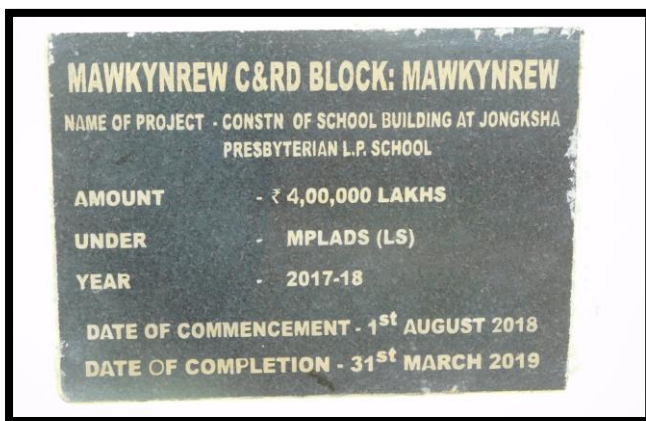 MAWKYNREW C&RD BLOCK: MAWKYNREW
NAME OF PROJECT - CONSTN OF SCHOOL BUILDING AT JONGKSHA
PRESBYTERIAN L.P. SCHOOL
AMOUNT - ₹ 4,00,000 LAKHS
UNDER - MPLADS (LS)
YEAR - 2017-18
DATE OF COMMENCEMENT - 1st AUGUST 2018
DATE OF COMPLETION - 31st MARCH 2019